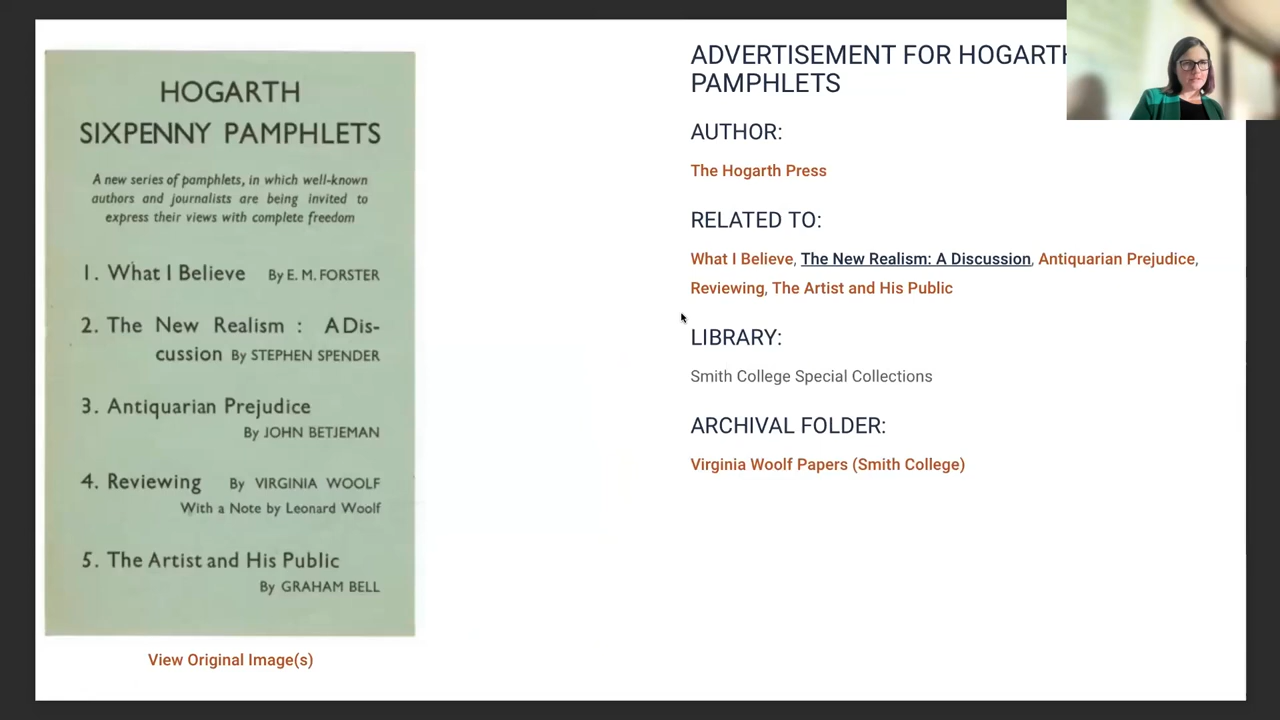 HOGARTH
SIXPENNY PAMPHLETS
A new series of pamphlets, in which well-known
authors and journalists are being invited to
express their views with complete freedom
1. What I Believe By E. M. FORSTER
2. The New Realism : A Dis-
cussion By STEPHEN SPENDER
3. Antiquarian Prejudice
By JOHN BETJEMAN
4. Reviewing By VIRGINIA WOOLF
With a Note by Leonard Woolf
5. The Artist and His Public
By GRAHAM BELL
View Original Image(s)
ADVERTISEMENT FOR HOGARTH
PAMPHLETS
AUTHOR:
The Hogarth Press
RELATED TO:
What I Believe, The New Realism: A Discussion, Antiquarian Prejudice,
Reviewing, The Artist and His Public
LIBRARY:
Smith College Special Collections
ARCHIVAL FOLDER:
Virginia Woolf Papers (Smith College)